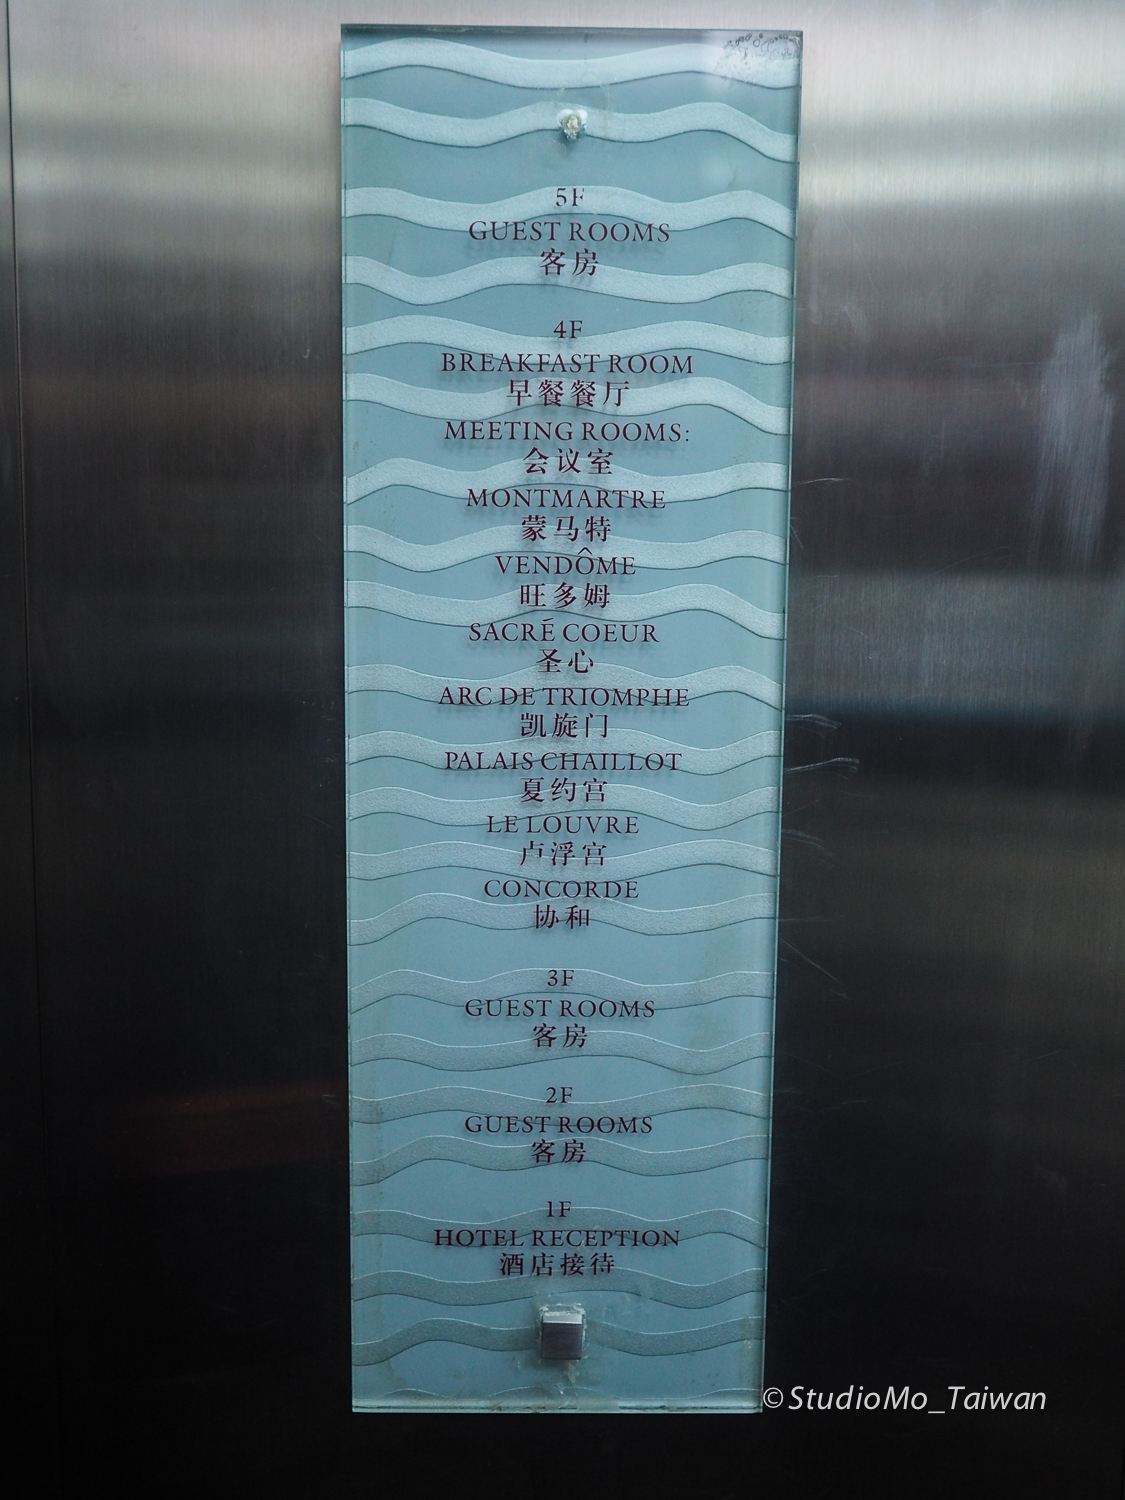 5F
GUEST ROOMS
客房
4F
BREAKFAST ROOM
早餐餐厅
MEETING ROOMS:
会议室
MONTMARTRE
蒙马特
VENDÔME
旺多姆
SACRÉ COEUR
圣心
ARC DE TRIOMPHE
凯旋门
PALAIS CHAILLOT
夏约宫
LE LOUVRE
卢浮宫
CONCORDE
协和
3F
GUEST ROOMS
客房
2F
GUEST ROOMS
客房
1F
HOTEL RECEPTION
酒店接待
© StudioMo_Taiwan